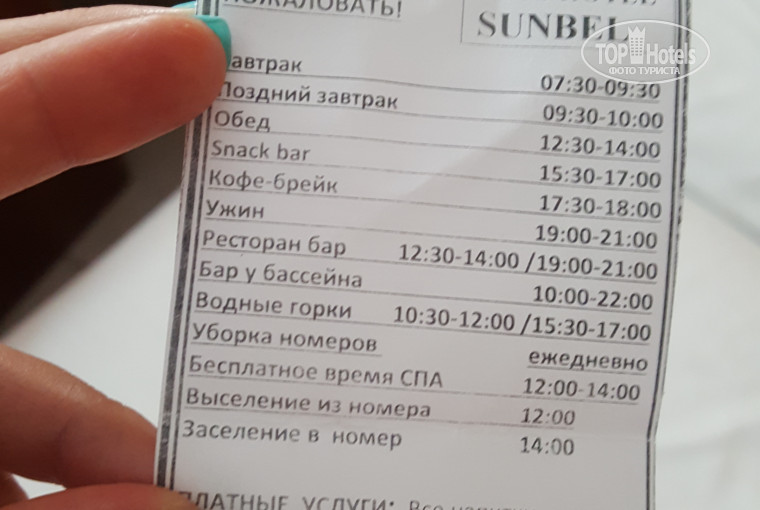 ПОЖАЛОВАТЬ!
SUNBEL
TOP Hotels
ФОТО ТУРИСТА
Завтрак 07:30-09:30
Поздний завтрак 09:30-10:00
Обед 12:30-14:00
Snack bar 15:30-17:00
Кофе-брейк 17:30-18:00
Ужин 19:00-21:00
Ресторан бар 12:30-14:00 /19:00-21:00
Бар у бассейна 10:00-22:00
Водные горки 10:30-12:00 /15:30-17:00
Уборка номеров ежедневно
Бесплатное время СПА 12:00-14:00
Выселение из номера 12:00
Заселение в номер 14:00
ПЛАТНЫЕ УСЛУГИ: Все